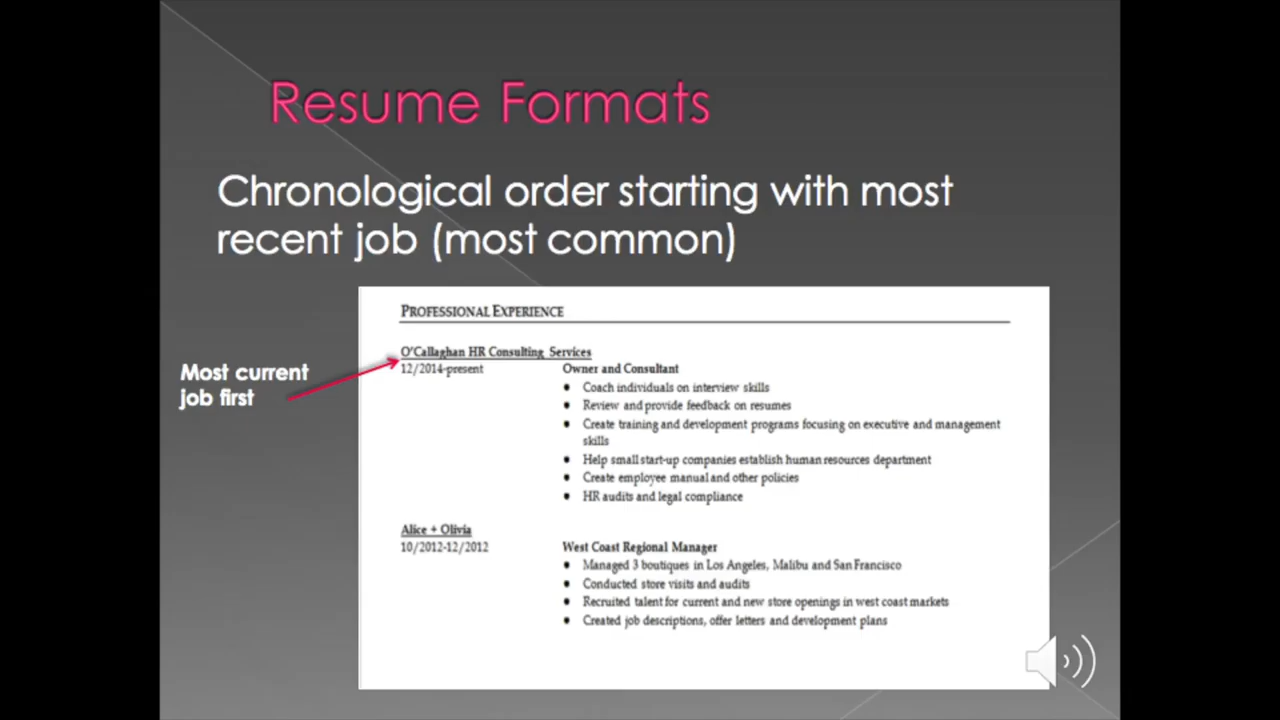 Resume Formats
Chronological order starting with most
recent job (most common)
Most current
job first
PROFESSIONAL EXPERIENCE
O'Callaghan HR Consulting Services
12/2014-present
Owner and Consultant
• Coach individuals on interview skills
• Review and provide feedback on resumes
• Create training and development programs focusing on executive and management
skills
• Help small start-up companies establish human resources department
• Create employee manual and other policies
• HR audits and legal compliance
Alice + Olivia
10/2012-12/2012
West Coast Regional Manager
• Managed 3 boutiques in Los Angeles, Malibu and San Francisco
• Conducted store visits and audits
• Recruited talent for current and new store openings in west coast markets
• Created job descriptions, offer letters and development plans